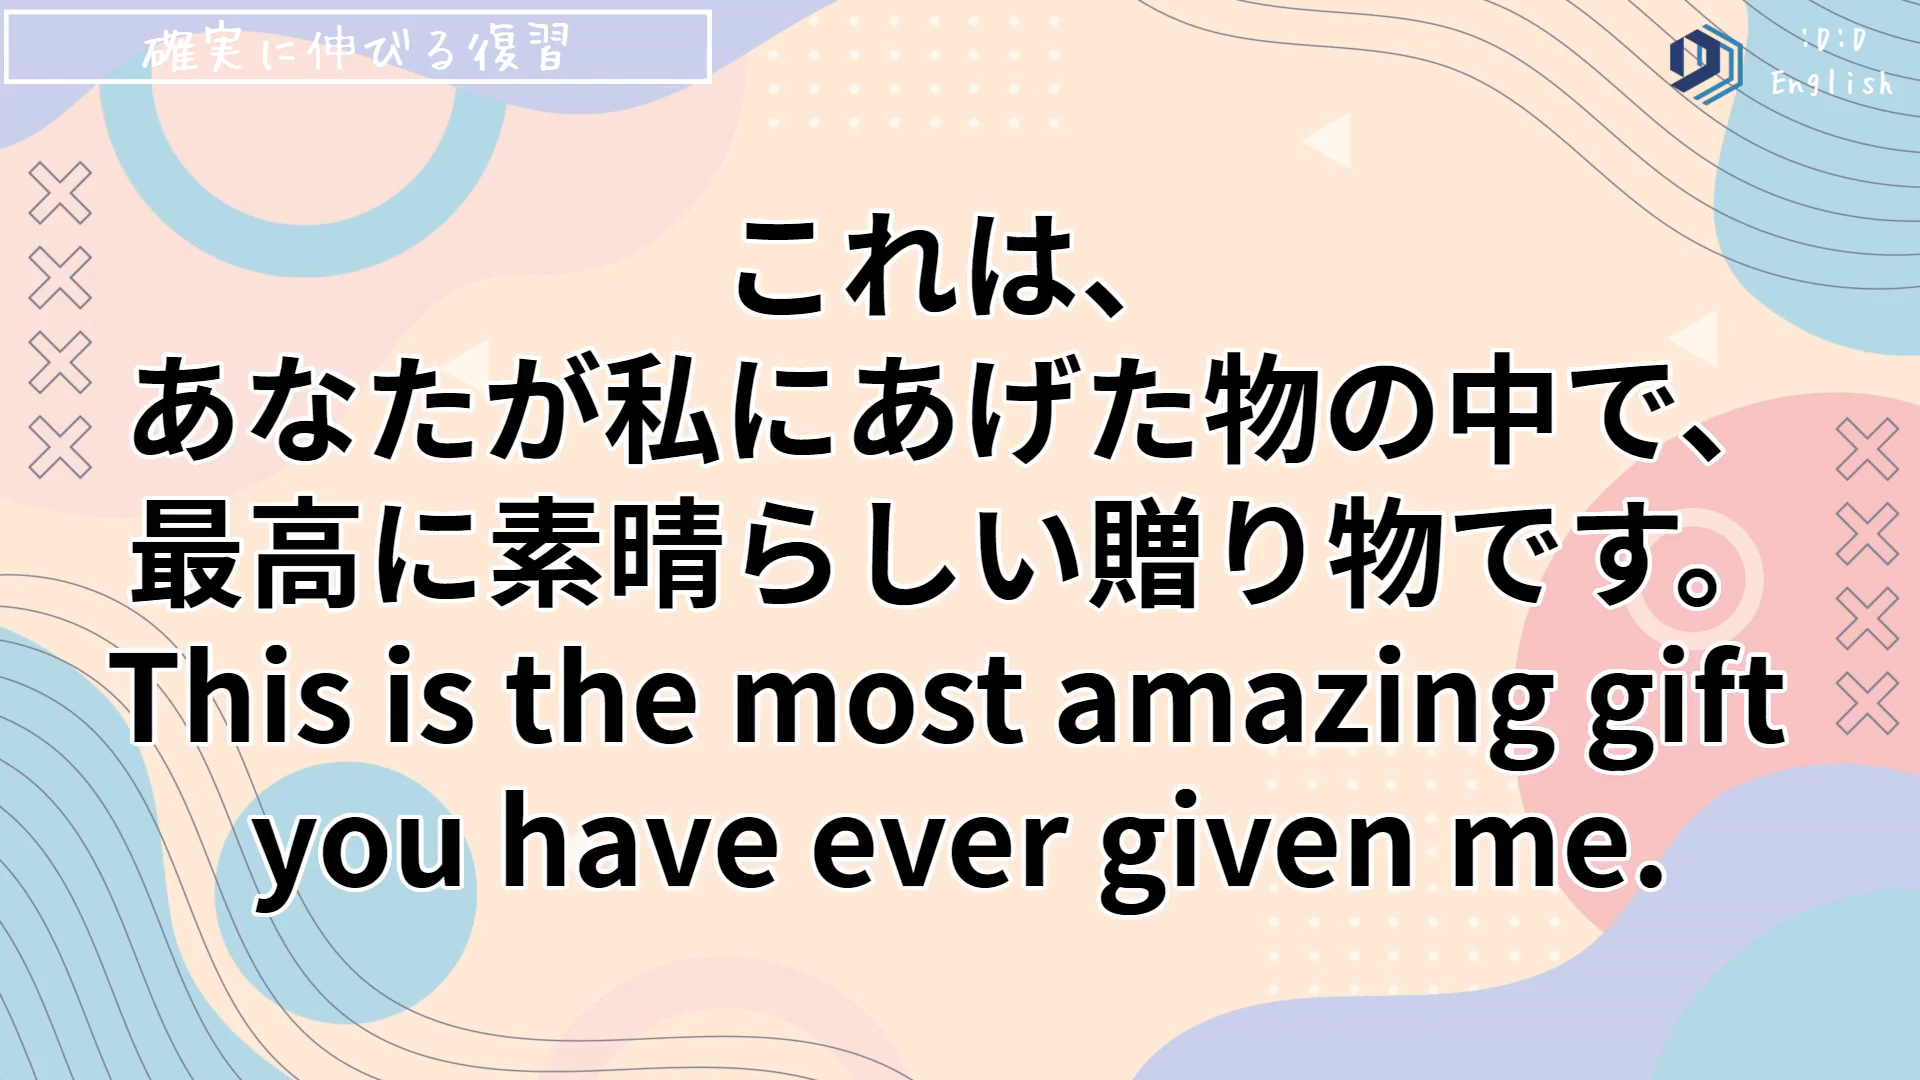 確実に伸びる復習
:D:D
English
これは、
あなたが私にあげた物の中で、
最高に素晴らしい贈り物です。
This is the most amazing gift
you have ever given me.